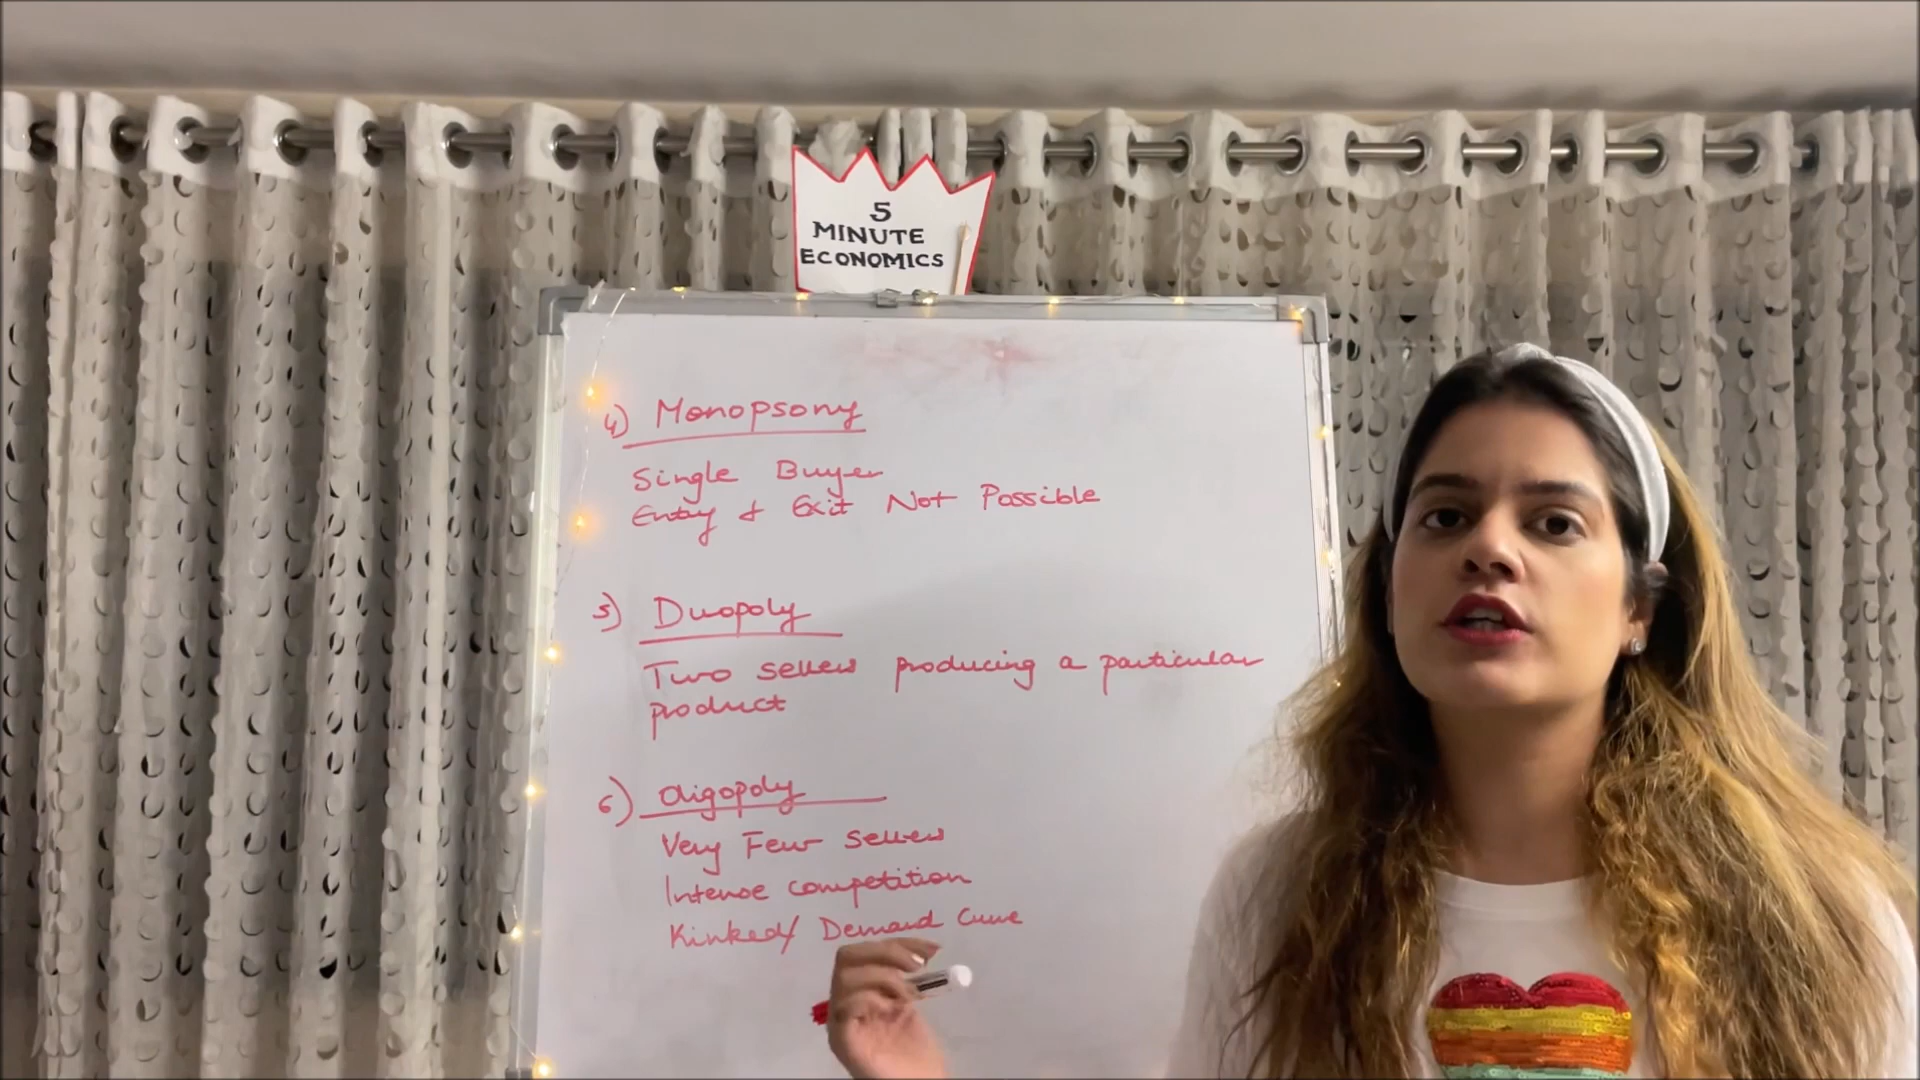 5
MINUTE
ECONOMICS
4) Monopsony
Single Buyer
Entry & Exit Not Possible
5) Duopoly
Two sellers producing a particular
product
6) Oligopoly
Very Few Sellers
Intense competition
Kinked/ Demand Curve